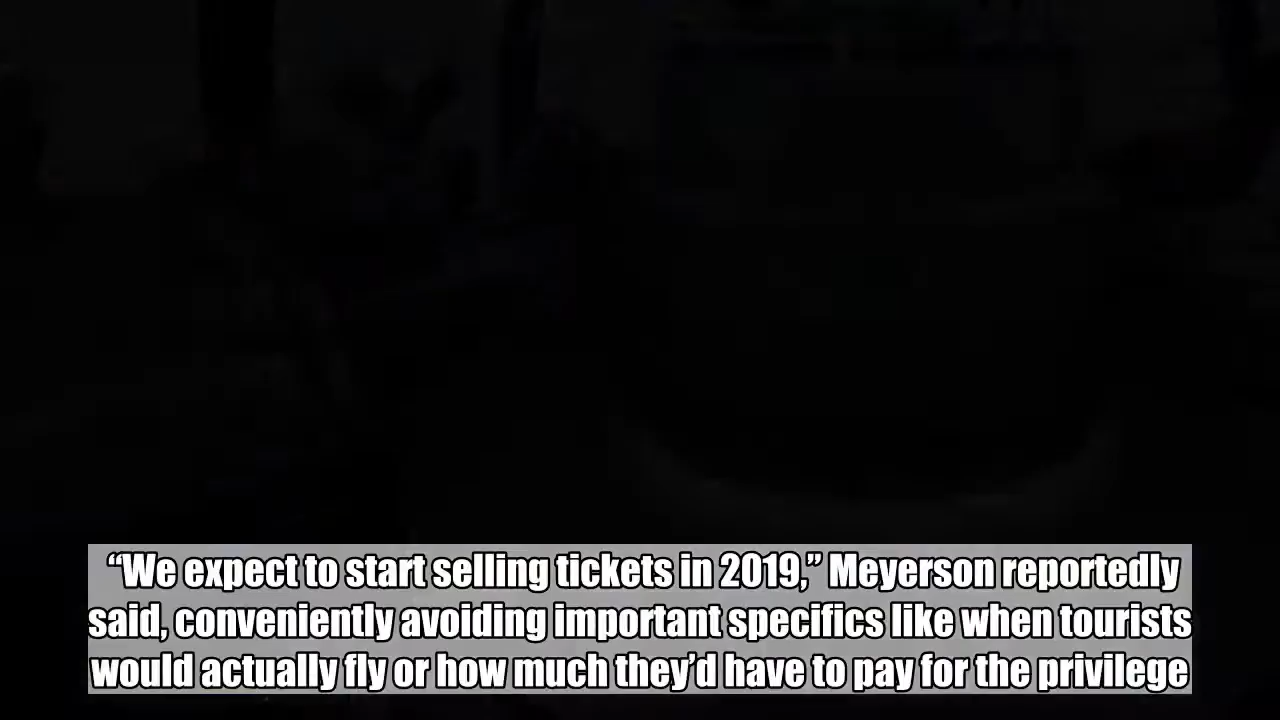 “We expect to start selling tickets in 2019,” Meyerson reportedly
said, conveniently avoiding important specifics like when tourists
would actually fly or how much they’d have to pay for the privilege